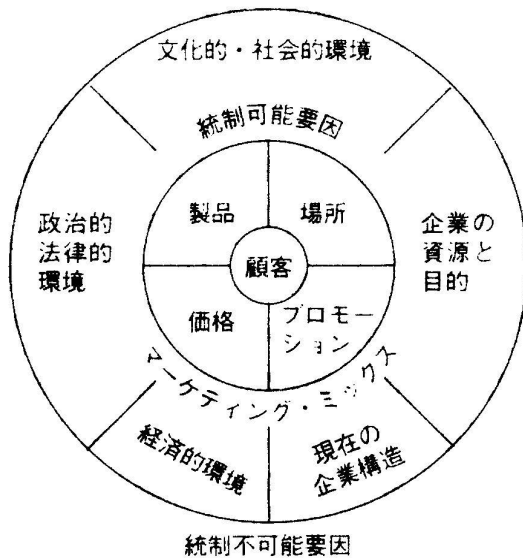 文化的・社会的環境
統制可能要因
製品
場所
政治的
法律的
環境
顧客
企業の
資源と
目的
価格
プロモー
ション
マーケティング・ミックス
経済的環境
現在の
企業構造
統制不可能要因